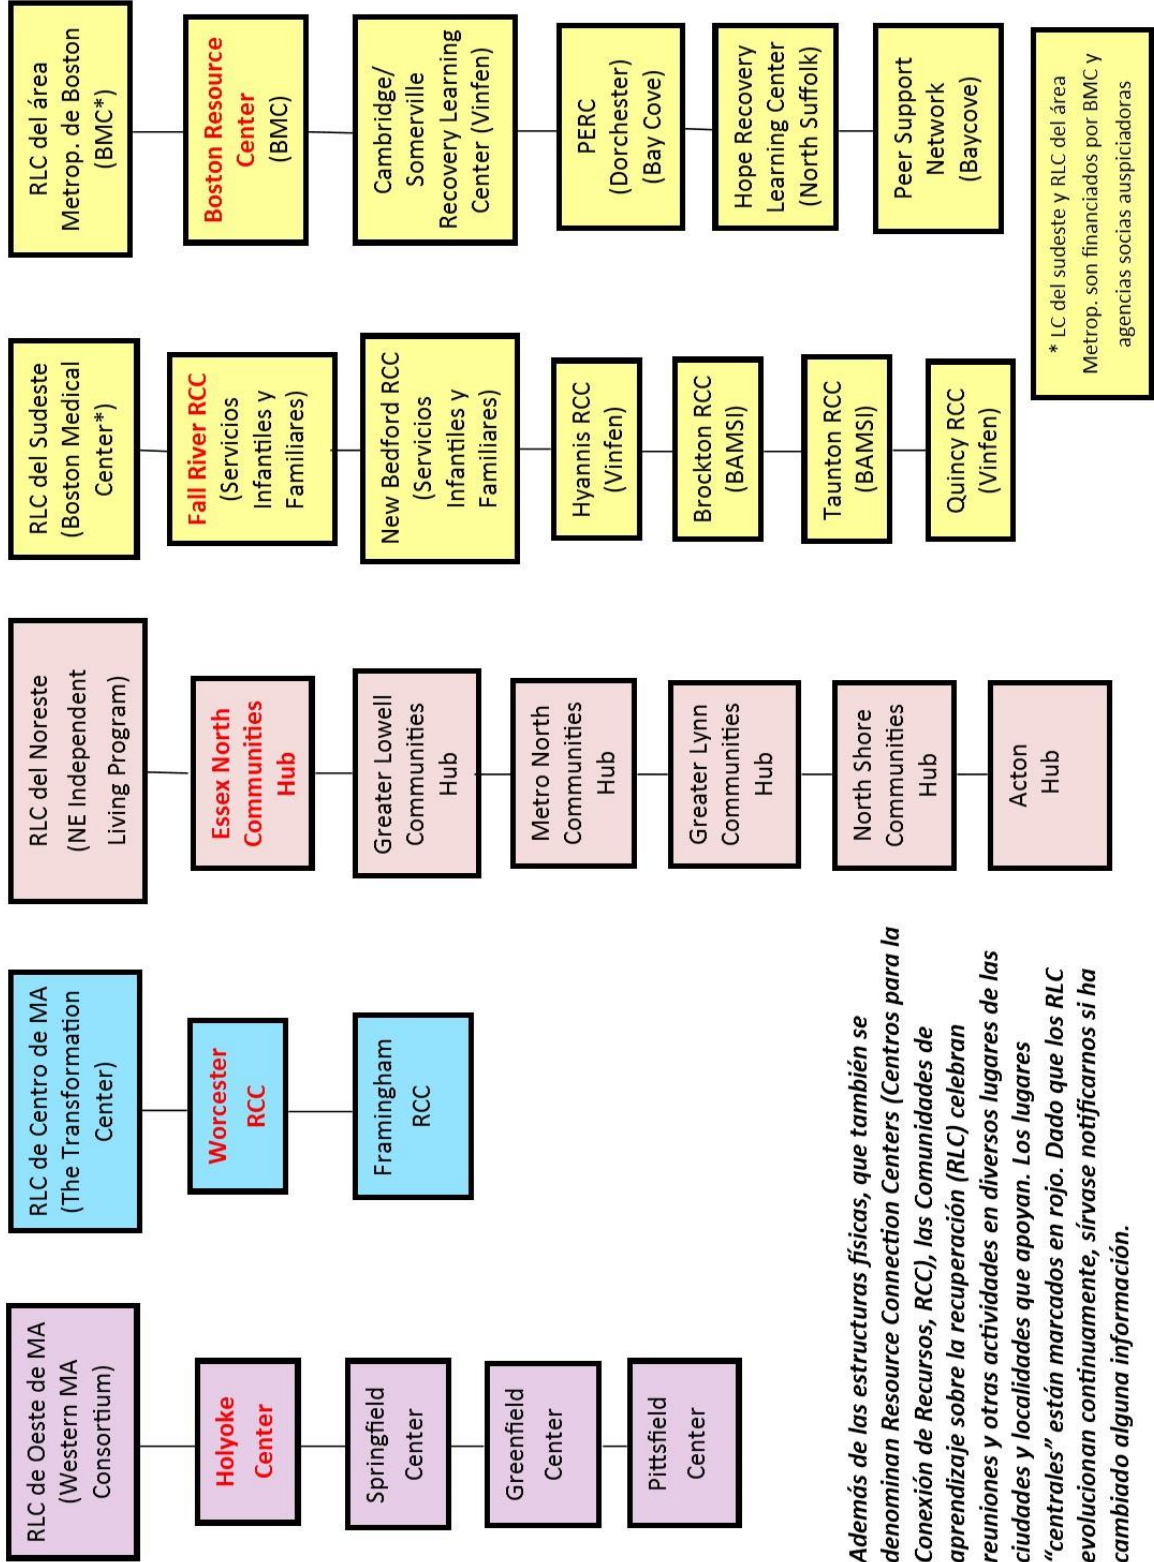 RLC de Oeste de MA
(Western MA
Consortium)
Holyoke
Center
Springfield
Center
Greenfield
Center
Pittsfield
Center
RLC de Centro de MA
(The Transformation
Center)
Worcester
RCC
Framingham
RCC
RLC del Noreste
(NE Independent
Living Program)
Essex North
Communities
Hub
Greater Lowell
Communities
Hub
Metro North
Communities
Hub
Greater Lynn
Communities
Hub
North Shore
Communities
Hub
Acton
Hub
RLC del Sudeste
(Boston Medical
Center*)
Fall River RCC
(Servicios
Infantiles y
Familiares)
New Bedford RCC
(Servicios
Infantiles y
Familiares)
Hyannis RCC
(Vinfen)
Brockton RCC
(BAMSI)
Taunton RCC
(BAMSI)
Quincy RCC
(Vinfen)
RLC del área
Metrop. de Boston
(BMC*)
Boston Resource
Center
(BMC)
Cambridge/
Somerville
Recovery Learning
Center (Vinfen)
PERC
(Dorchester)
(Bay Cove)
Hope Recovery
Learning Center
(North Suffolk)
Peer Support
Network
(Baycove)
* LC del sudeste y RLC del área
Metrop. son financiados por BMC y
agencias socias auspiciadoras
Además de las estructuras físicas, que también se
denominan Resource Connection Centers (Centros para la
Conexión de Recursos, RCC), las Comunidades de
aprendizaje sobre la recuperación (RLC) celebran
reuniones y otras actividades en diversos lugares de las
ciudades y localidades que apoyan. Los lugares
“centrales” están marcados en rojo. Dado que los RLC
evolucionan continuamente, sírvase notificarnos si ha
cambiado alguna información.